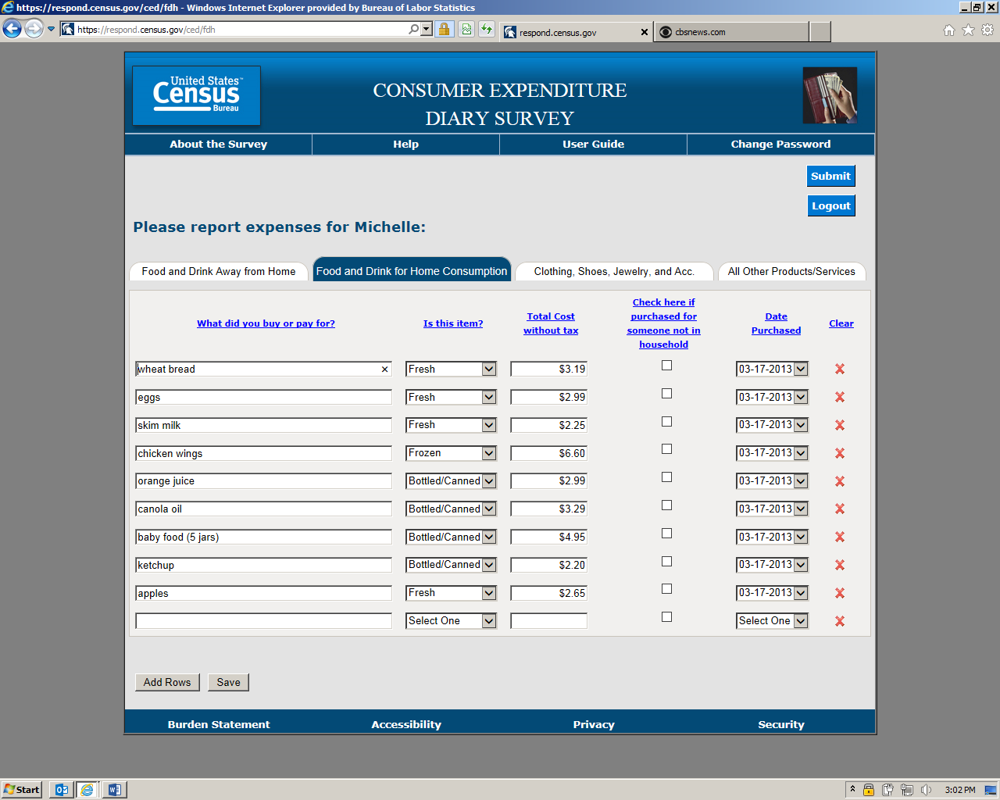 https://respond.census.gov/ced/fdh - Windows Internet Explorer provided by Bureau of Labor Statistics
https://respond.census.gov/ced/fdh
respond.census.gov
cbsnews.com
United States™
Census
Bureau
CONSUMER EXPENDITURE
DIARY SURVEY
About the Survey Help User Guide Change Password
Submit
Logout
Please report expenses for Michelle:
Food and Drink Away from Home Food and Drink for Home Consumption Clothing, Shoes, Jewelry, and Acc. All Other Products/Services
What did you buy or pay for?
Is this item?
Total Cost
without tax
Check here if
purchased for
someone not in
household
Date
Purchased
Clear
wheat bread Fresh $3.19 03-17-2013
eggs Fresh $2.99 03-17-2013
skim milk Fresh $2.25 03-17-2013
chicken wings Frozen $6.60 03-17-2013
orange juice Bottled/Canned $2.99 03-17-2013
canola oil Bottled/Canned $3.29 03-17-2013
baby food (5 jars) Bottled/Canned $4.95 03-17-2013
ketchup Bottled/Canned $2.20 03-17-2013
apples Fresh $2.65 03-17-2013
Select One Select One
Add Rows Save
Burden Statement Accessibility Privacy Security
Start 3:02 PM